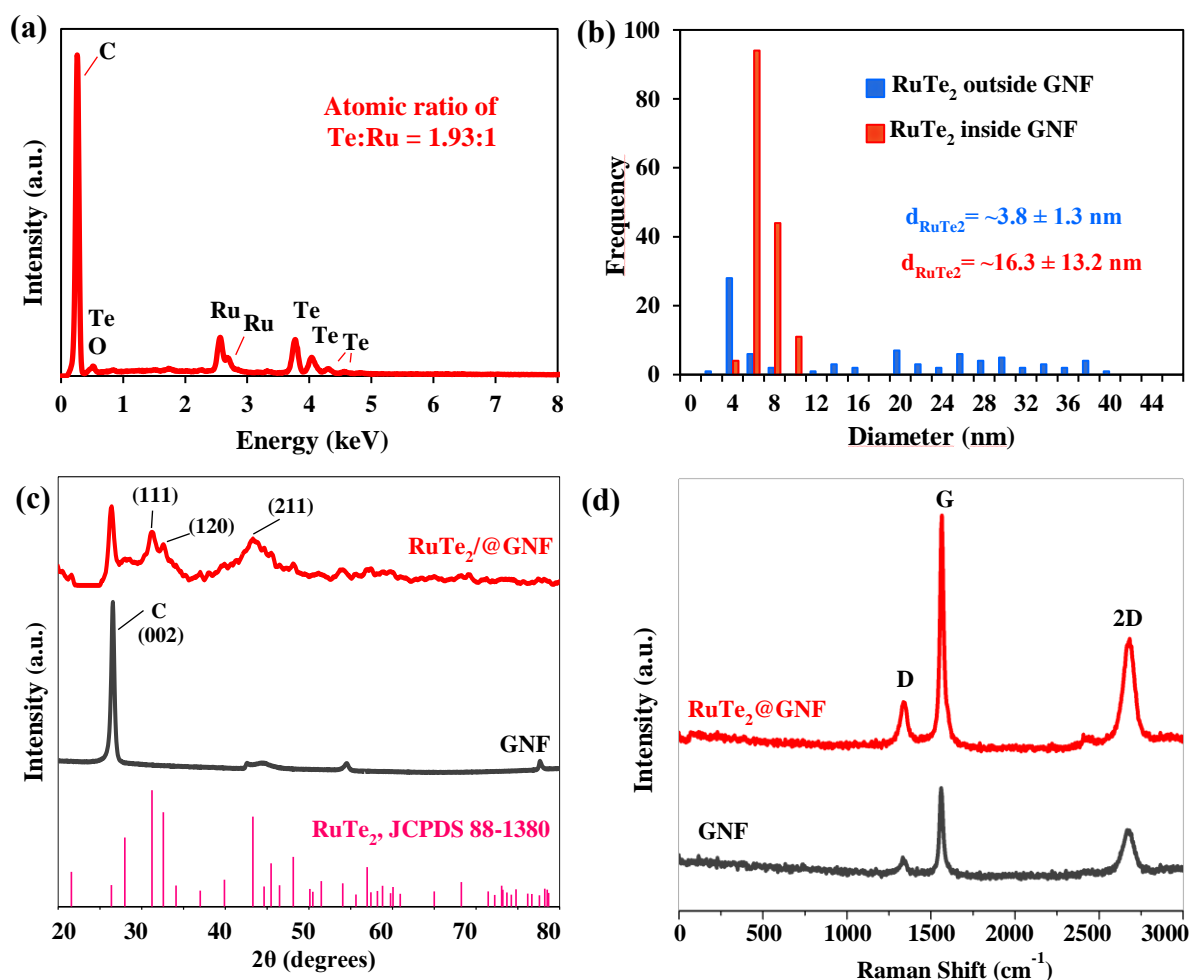 (a)
C
Atomic ratio of
Te:Ru = 1.93:1
Te
O
Ru
Ru
Te
Te
Te
Intensity (a.u.)
0 1 2 3 4 5 6 7 8
Energy (keV)
(b)
100
80
60
40
20
0
Frequency
RuTe₂ outside GNF
RuTe₂ inside GNF
d_RuTe2= ~3.8 ± 1.3 nm
d_RuTe2= ~16.3 ± 13.2 nm
0 4 8 12 16 20 24 28 32 36 40 44
Diameter (nm)
(c)
(111)
(120)
(211)
RuTe₂/@GNF
C
(002)
GNF
RuTe₂, JCPDS 88-1380
Intensity (a.u.)
20 30 40 50 60 70 80
2θ (degrees)
(d)
G
2D
D
RuTe₂@GNF
GNF
Intensity (a.u.)
0 500 1000 1500 2000 2500 3000
Raman Shift (cm⁻¹)